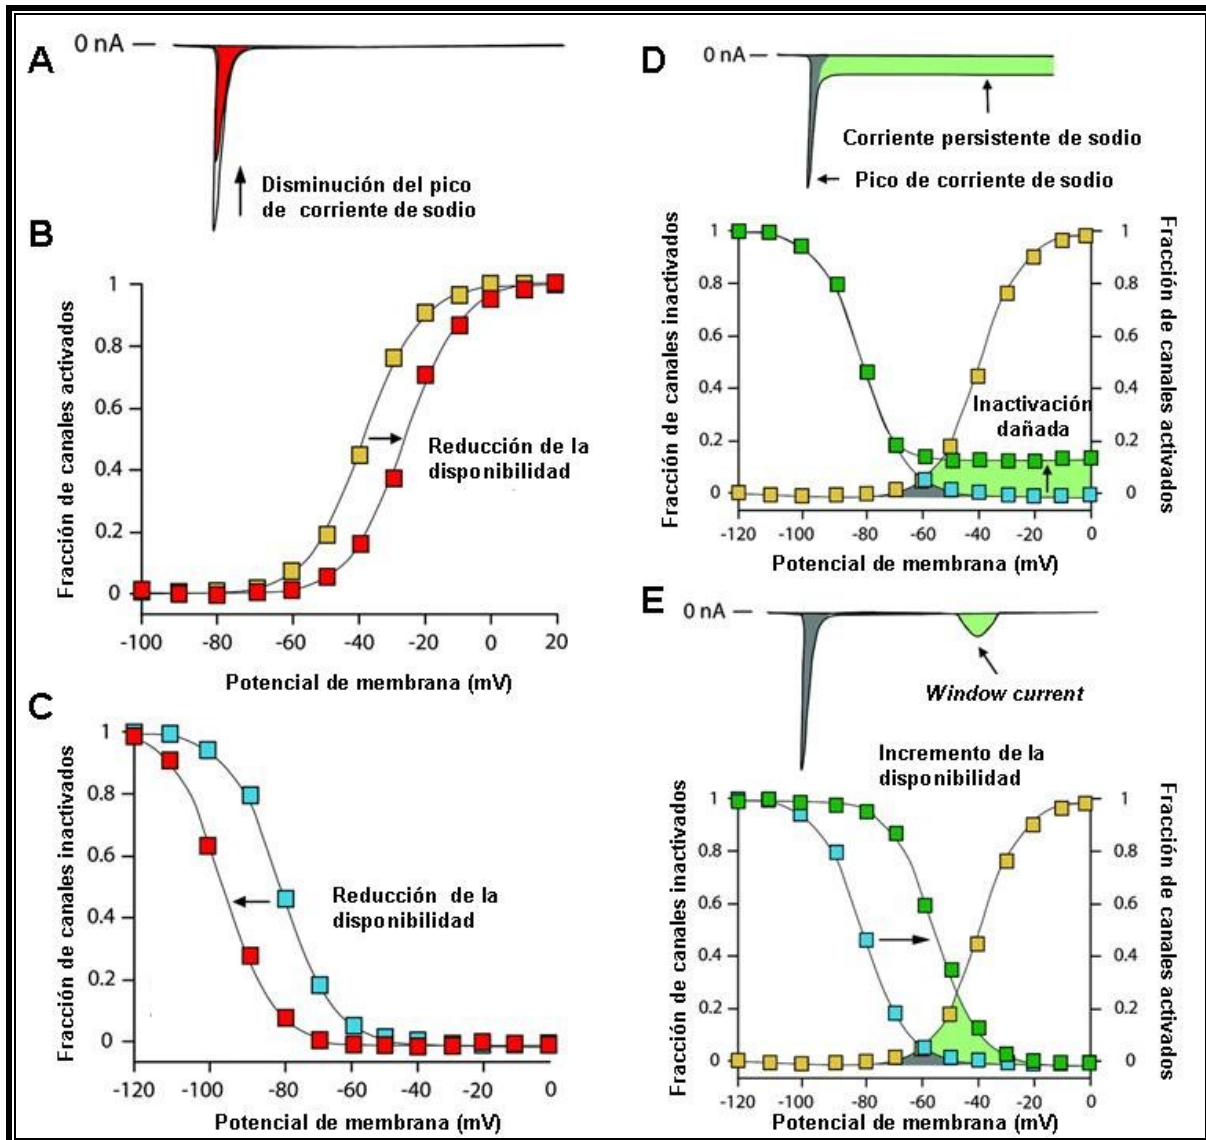 A
0 nA
Disminución del pico
de corriente de sodio
B
Fracción de canales activados
1
0.8
0.6
0.4
0.2
0
Reducción de la
disponibilidad
-100
-80
-60
-40
-20
0
20
Potencial de membrana (mV)
C
Fracción de canales inactivados
1
0.8
0.6
0.4
0.2
0
Reducción de la
disponibilidad
-120
-100
-80
-60
-40
-20
0
Potencial de membrana (mV)
D
0 nA
Corriente persistente de sodio
Pico de corriente de sodio
Fracción de canales inactivados
1
0.8
0.6
0.4
0.2
0
Inactivación
dañada
1
0.8
0.6
0.4
0.2
0
Fracción de canales activados
-120
-100
-80
-60
-40
-20
0
Potencial de membrana (mV)
E
0 nA
Window current
Incremento de la
disponibilidad
Fracción de canales inactivados
1
0.8
0.6
0.4
0.2
0
1
0.8
0.6
0.4
0.2
0
Fracción de canales activados
-120
-100
-80
-60
-40
-20
0
Potencial de membrana (mV)